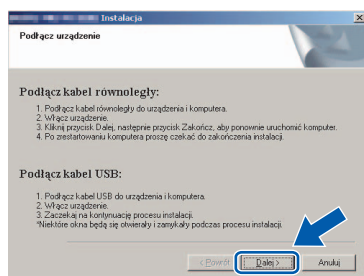 Instalacja
Podłącz urządzenie
Podłącz kabel równoległy:
1. Podłącz kabel równoległy do urządzenia i komputera.
2. Włącz urządzenie.
3. Kliknij przycisk Dalej, następnie przycisk Zakończ, aby ponownie uruchomić komputer.
4. Po zrestartowaniu komputera proszę czekać do zakończenia instalacji.
Podłącz kabel USB:
1. Podłącz kabel USB do urządzenia i komputera.
2. Włącz urządzenie.
3. Zaczekaj na kontynuację procesu instalacji.
*Niektóre okna będą się otwierały i zamykały podczas procesu instalacji.
< Powrót Dalej > Anuluj